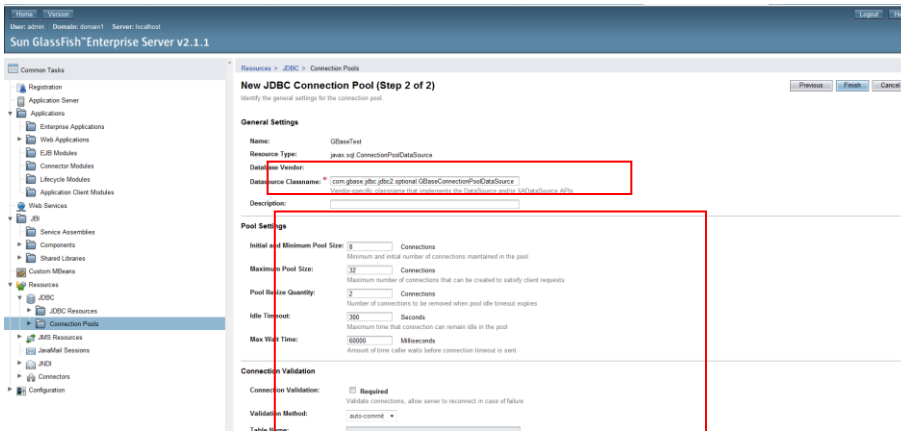 Home Version Logout He
User: admin Domain: domain1 Server: localhost
Sun GlassFish™Enterprise Server v2.1.1
Common Tasks
Registration
Application Server
Applications
Enterprise Applications
Web Applications
EJB Modules
Connector Modules
Lifecycle Modules
Application Client Modules
Web Services
JBI
Service Assemblies
Components
Shared Libraries
Custom MBeans
Resources
JDBC
JDBC Resources
Connection Pools
JMS Resources
JavaMail Sessions
JNDI
Connectors
Configuration
Resources > JDBC > Connection Pools
New JDBC Connection Pool (Step 2 of 2) Previous Finish Cancel
Identify the general settings for the connection pool.
General Settings
Name: GBaseTest
Resource Type: javax.sql.ConnectionPoolDataSource
Database Vendor:
Datasource Classname: * com.gbase.jdbc.jdbc2.optional.GBaseConnectionPoolDataSource
Vendor-specific classname that implements the DataSource and/or XADataSource APIs
Description:
Pool Settings
Initial and Minimum Pool Size: 8 Connections
Minimum and initial number of connections maintained in the pool
Maximum Pool Size: 32 Connections
Maximum number of connections that can be created to satisfy client requests
Pool Resize Quantity: 2 Connections
Number of connections to be removed when pool idle timeout expires
Idle Timeout: 300 Seconds
Maximum time that connection can remain idle in the pool
Max Wait Time: 60000 Milliseconds
Amount of time caller waits before connection timeout is sent
Connection Validation
Connection Validation: Required
Validate connections, allow server to reconnect in case of failure
Validation Method: auto-commit
Table Name: